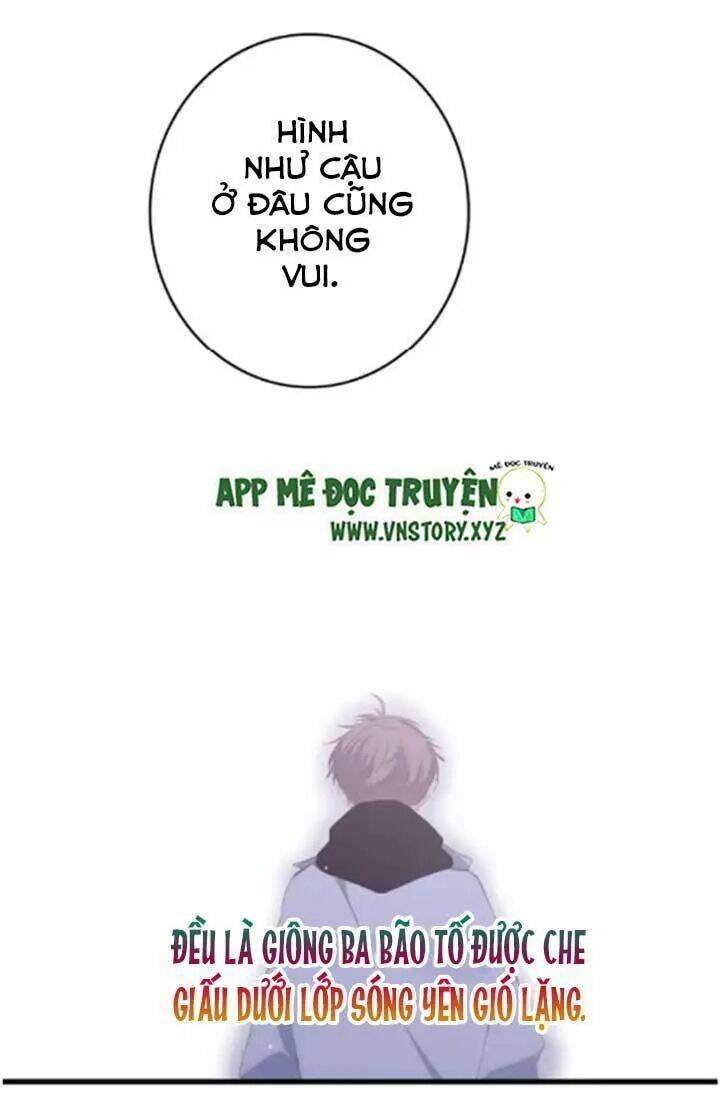 HÌNH
NHƯ CẬU
Ở ĐÂU CŨNG
KHÔNG
VUI.
MÊ ĐỌC TRUYỆN
APP MÊ ĐỌC TRUYỆN
WWW.VNSTORY.XYZ
ĐỀU LÀ GIÔNG BA BÃO TỐ ĐƯỢC CHE
GIẤU DƯỚI LỚP SÓNG YÊN GIÓ LẶNG.